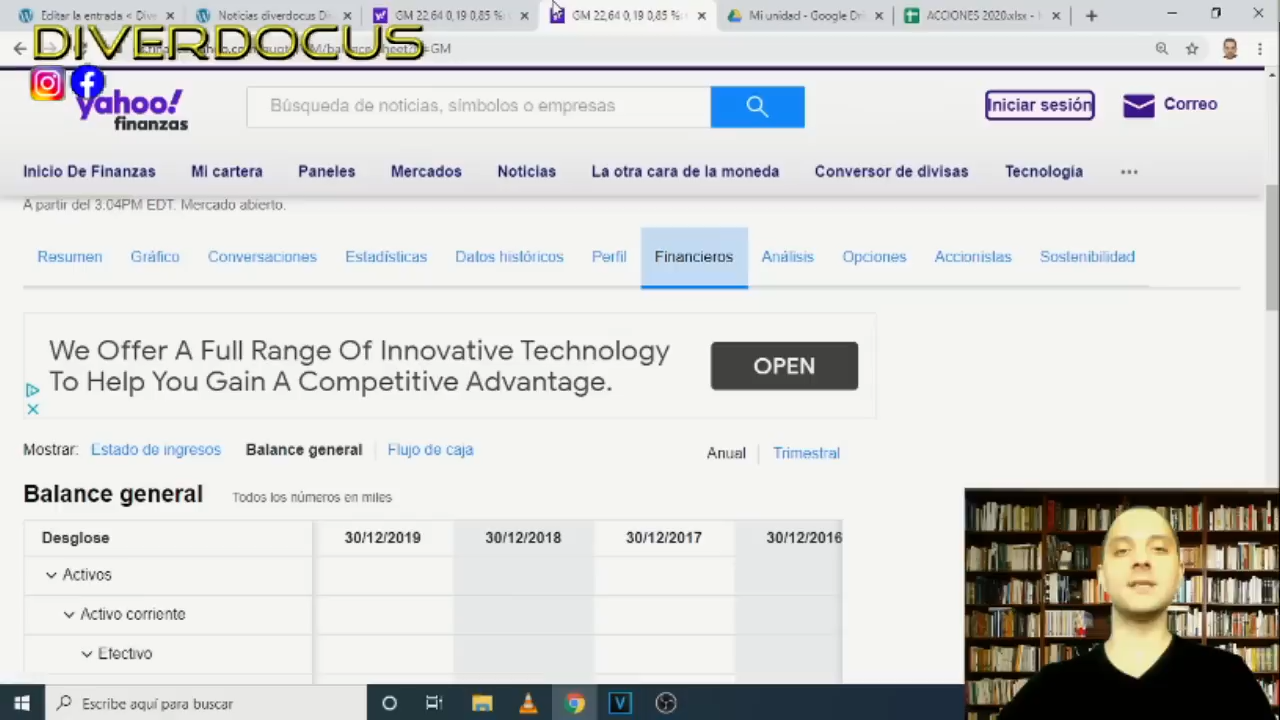 Editar la entrada < Dive
Noticias diverdocus Di
GM 22,64 0,19 0,85 %
GM 22,64 0,19 0,85 %
Mi unidad - Google Dri
ACCIONES 2020.xlsx -
DIVERDOCUS
yahoo!
finanzas
Búsqueda de noticias, símbolos o empresas
Iniciar sesión
Correo
Inicio De Finanzas
Mi cartera
Paneles
Mercados
Noticias
La otra cara de la moneda
Conversor de divisas
Tecnología
A partir del 3.04PM EDT. Mercado abierto.
Resumen
Gráfico
Conversaciones
Estadísticas
Datos históricos
Perfil
Financieros
Análisis
Opciones
Accionistas
Sostenibilidad
We Offer A Full Range Of Innovative Technology
To Help You Gain A Competitive Advantage.
OPEN
Mostrar:
Estado de ingresos
Balance general
Flujo de caja
Anual
Trimestral
Balance general
Todos los números en miles
Desglose
30/12/2019
30/12/2018
30/12/2017
30/12/2016
Activos
Activo corriente
Efectivo
Escribe aquí para buscar